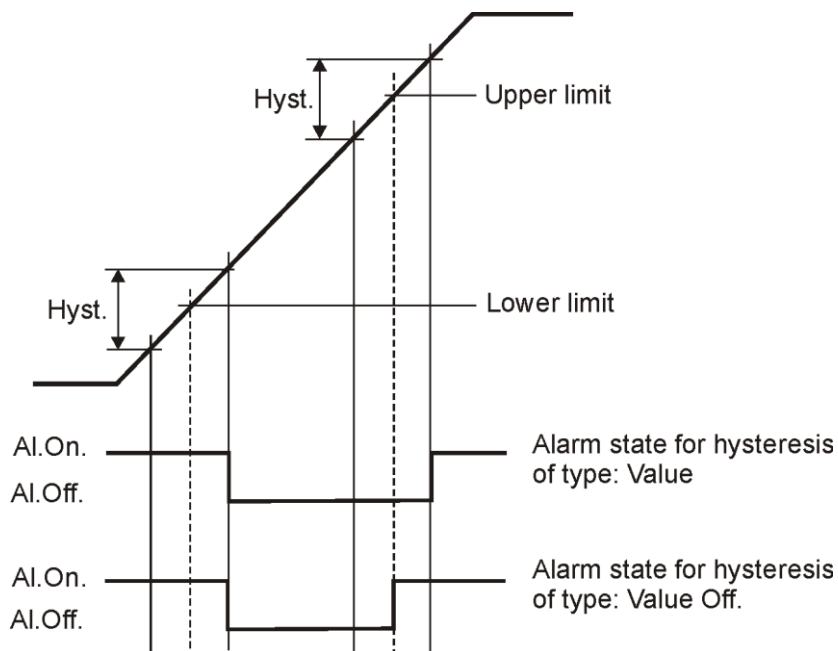 Hyst.
Upper limit
Hyst.
Lower limit
Al.On.
Alarm state for hysteresis
of type: Value
Al.Off.
Al.On.
Alarm state for hysteresis
of type: Value Off.
Al.Off.